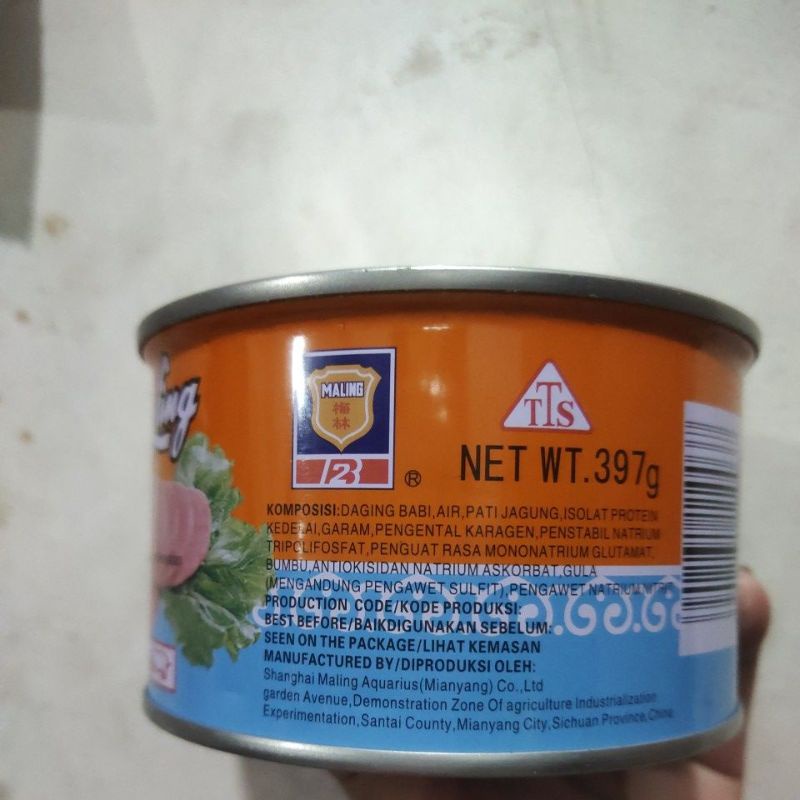 MALING
梅
林
B2
®
TTS
NET WT.397g
KOMPOSISI:DAGING BABI,AIR,PATI JAGUNG,ISOLAT PROTEIN
KEDELAI,GARAM,PENGENTAL KARAGEN,PENSTABIL NATRIUM
TRIPOLIFOSFAT,PENGUAT RASA MONONATRIUM GLUTAMAT,
BUMBU,ANTIOKISIDAN NATRIUM ASKORBAT,GULA
(MENGANDUNG PENGAWET SULFIT),PENGAWET NATRIUM
PRODUCTION CODE/KODE PRODUKSI:
BEST BEFORE/BAIKDIGUNAKAN SEBELUM:
SEEN ON THE PACKAGE/LIHAT KEMASAN
MANUFACTURED BY/DIPRODUKSI OLEH:
Shanghai Maling Aquarius(Mianyang) Co.,Ltd
garden Avenue,Demonstration Zone Of agriculture Industrialization
Experimentation,Santai County,Mianyang City,Sichuan Province,China